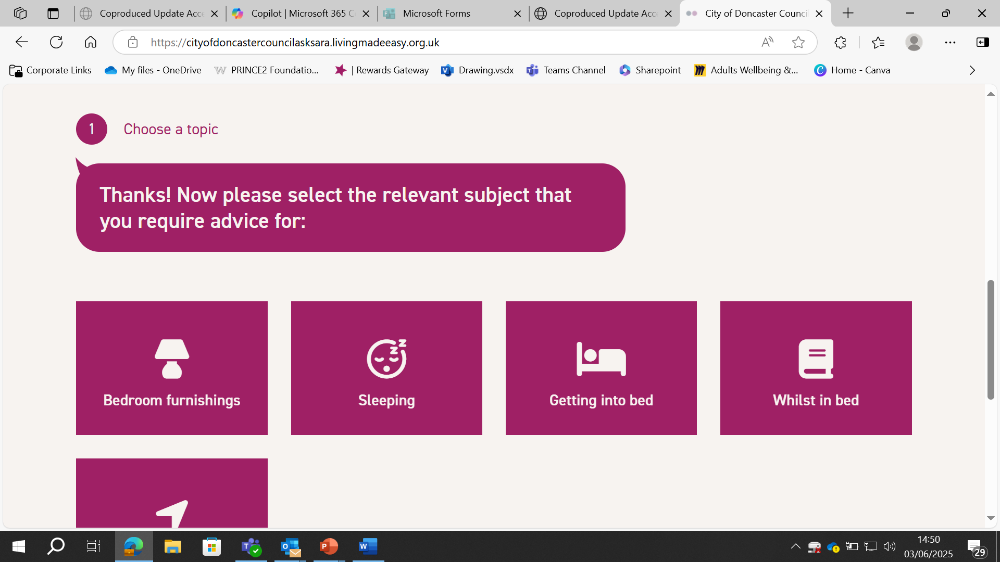 Coproduced Update Acce
Copilot | Microsoft 365 C
Microsoft Forms
Coproduced Update Acce
City of Doncaster Counci
https://cityofdoncastercouncilasksara.livingmadeeasy.org.uk
Corporate Links
My files - OneDrive
PRINCE2 Foundatio...
| Rewards Gateway
Drawing.vsdx
Teams Channel
Sharepoint
Adults Wellbeing &...
Home - Canva
1 Choose a topic
Thanks! Now please select the relevant subject that
you require advice for:
Bedroom furnishings
Sleeping
Getting into bed
Whilst in bed
14:50
03/06/2025
29